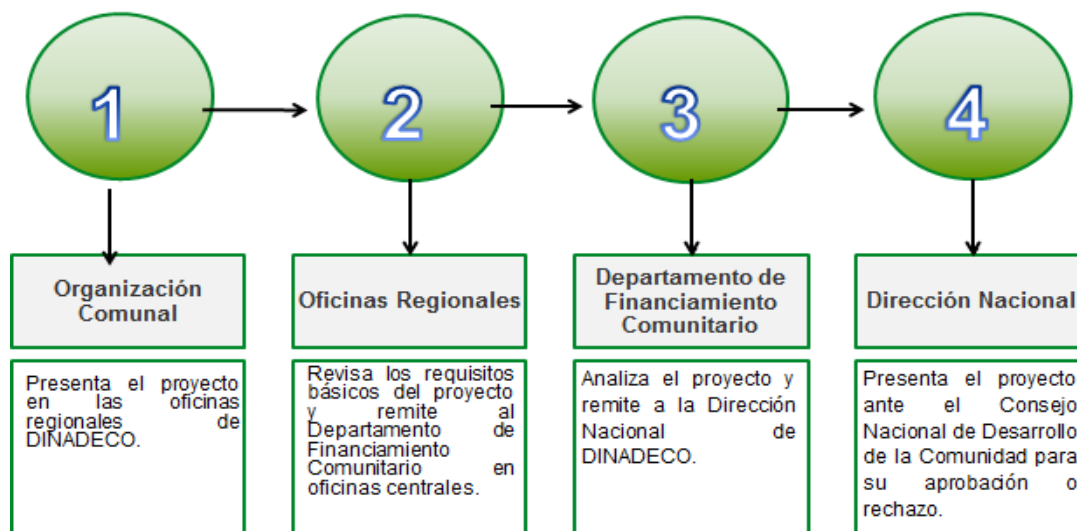 1
2
3
4
Organización
Comunal
Presenta el proyecto
en las oficinas
regionales de
DINADECO.
Oficinas Regionales
Revisa los requisitos
básicos del proyecto
y remite al
Departamento de
Financiamiento
Comunitario en
oficinas centrales.
Departamento de
Financiamiento
Comunitario
Analiza el proyecto y
remite a la Dirección
Nacional de
DINADECO.
Dirección Nacional
Presenta el proyecto
ante el Consejo
Nacional de Desarrollo
de la Comunidad para
su aprobación o
rechazo.